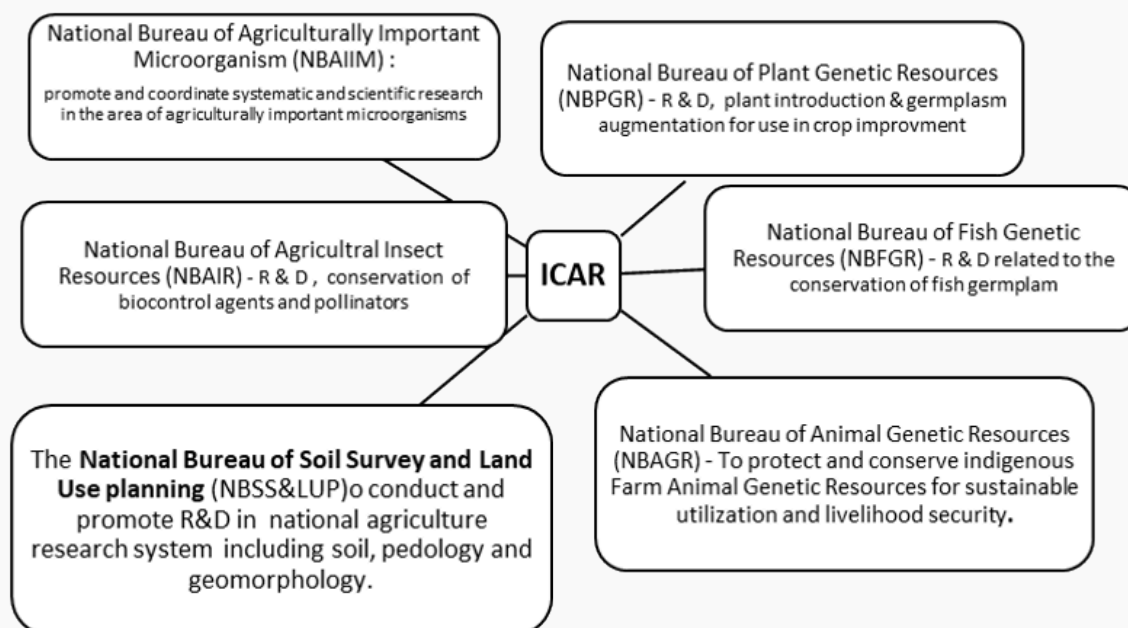 National Bureau of Agriculturally Important
Microorganism (NBAIIM) :
promote and coordinate systematic and scientific research
in the area of agriculturally important microorganisms
National Bureau of Plant Genetic Resources
(NBPGR) - R & D, plant introduction & germplasm
augmentation for use in crop improvment
National Bureau of Agricultral Insect
Resources (NBAIR) - R & D , conservation of
biocontrol agents and pollinators
ICAR
National Bureau of Fish Genetic
Resources (NBFGR) - R & D related to the
conservation of fish germplam
The National Bureau of Soil Survey and Land
Use planning (NBSS&LUP)o conduct and
promote R&D in national agriculture
research system including soil, pedology and
geomorphology.
National Bureau of Animal Genetic Resources
(NBAGR) - To protect and conserve indigenous
Farm Animal Genetic Resources for sustainable
utilization and livelihood security.